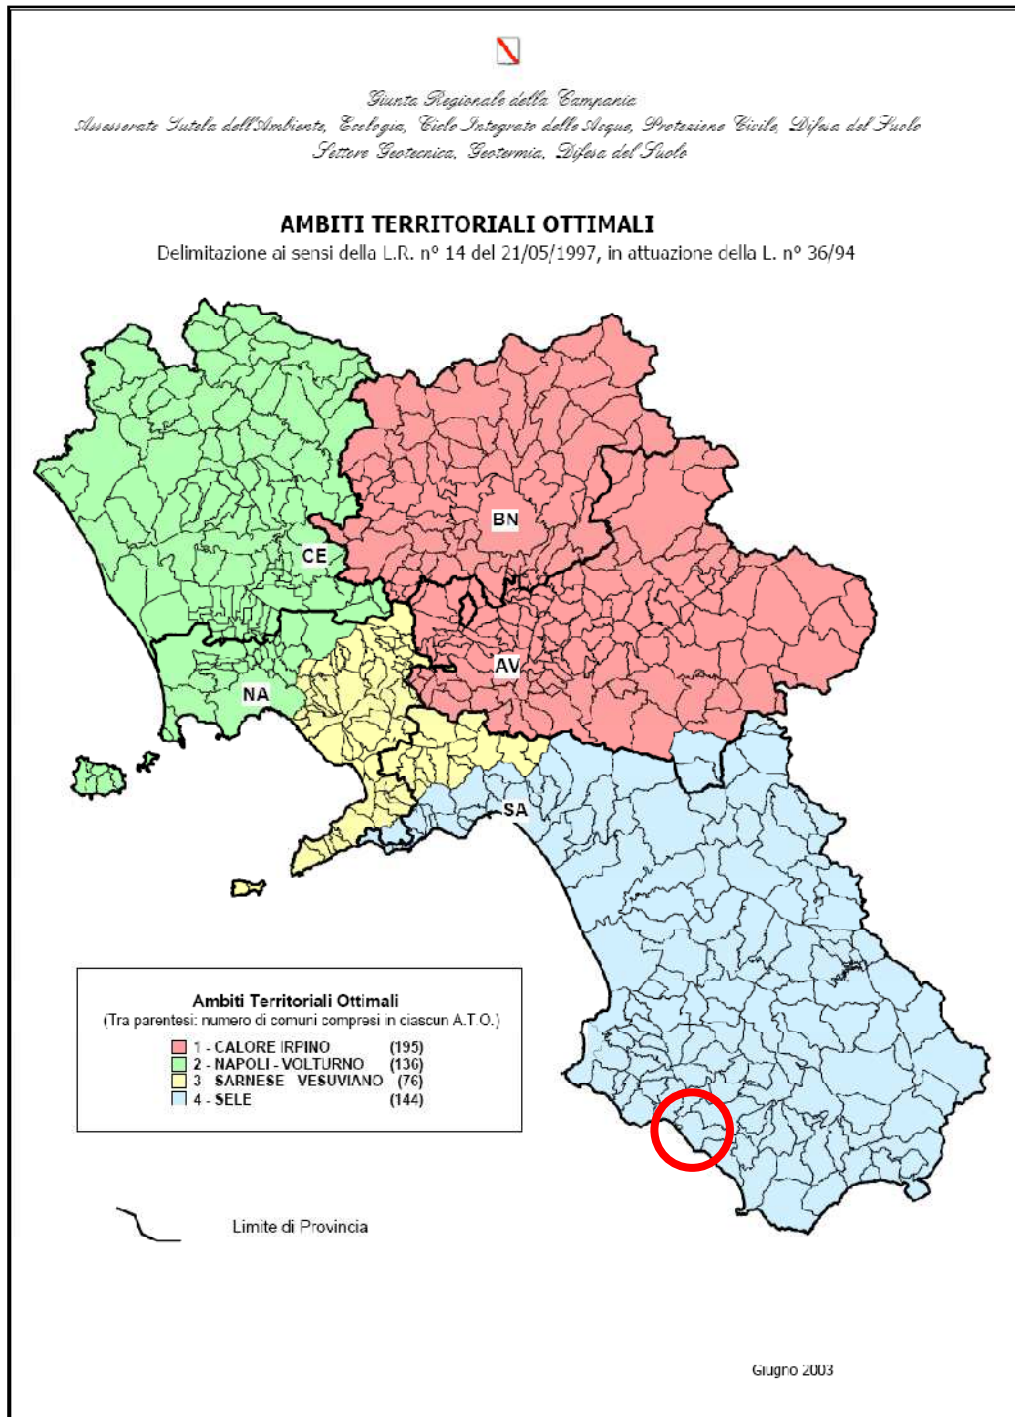 Giunta Regionale della Campania
Assessorato Tutela dell'Ambiente, Ecologia, Ciclo Integrato delle Acque, Protezione Civile, Difesa del Suolo
Settore Geotecnica, Geotermia, Difesa del Suolo
AMBITI TERRITORIALI OTTIMALI
Delimitazione ai sensi della L.R. nº 14 del 21/05/1997, in attuazione della L. nº 36/94
BN
CE
AV
NA
SA
Ambiti Territoriali Ottimali
(Tra parentesi: numero di comuni compresi in ciascun A.T.O.)
1 - CALORE IRPINO (195)
2 - NAPOLI - VOLTURNO (136)
3 SARNESE VESUVIANO (76)
4 - SELE (144)
Limite di Provincia
Giugno 2003